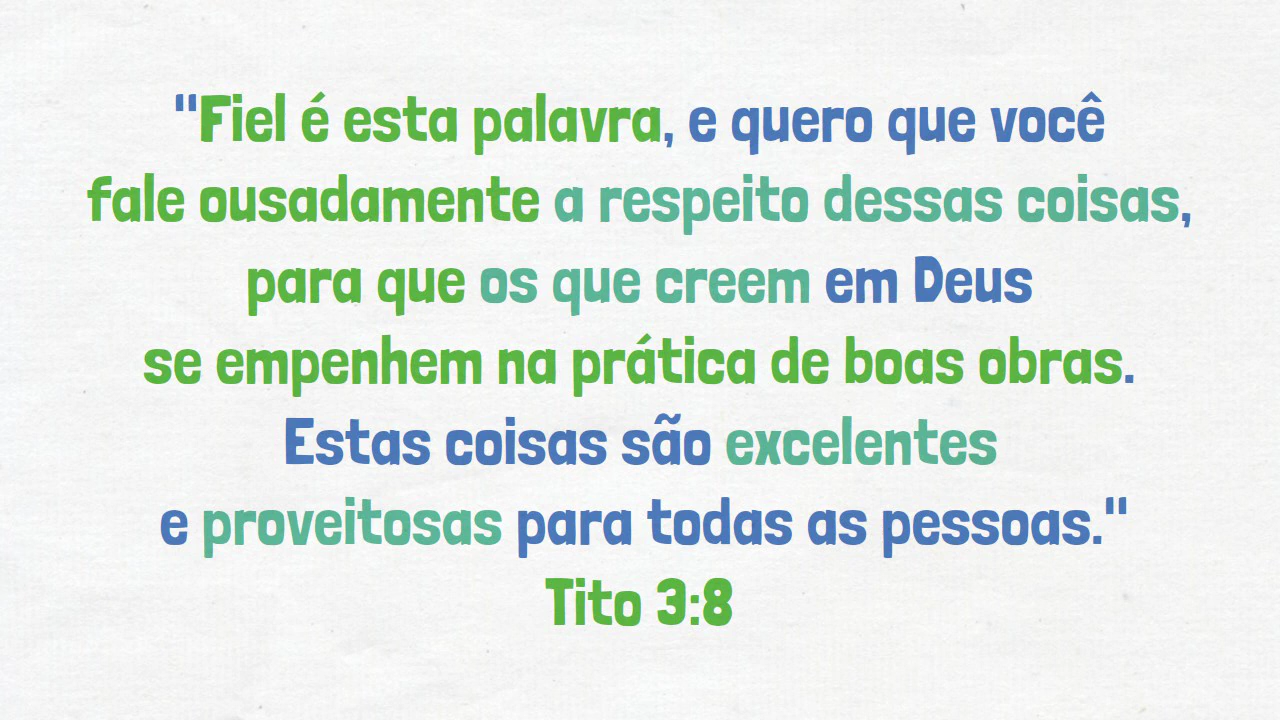 "Fiel é esta palavra, e quero que você
fale ousadamente a respeito dessas coisas,
para que os que creem em Deus
se empenhem na prática de boas obras.
Estas coisas são excelentes
e proveitosas para todas as pessoas."
Tito 3:8